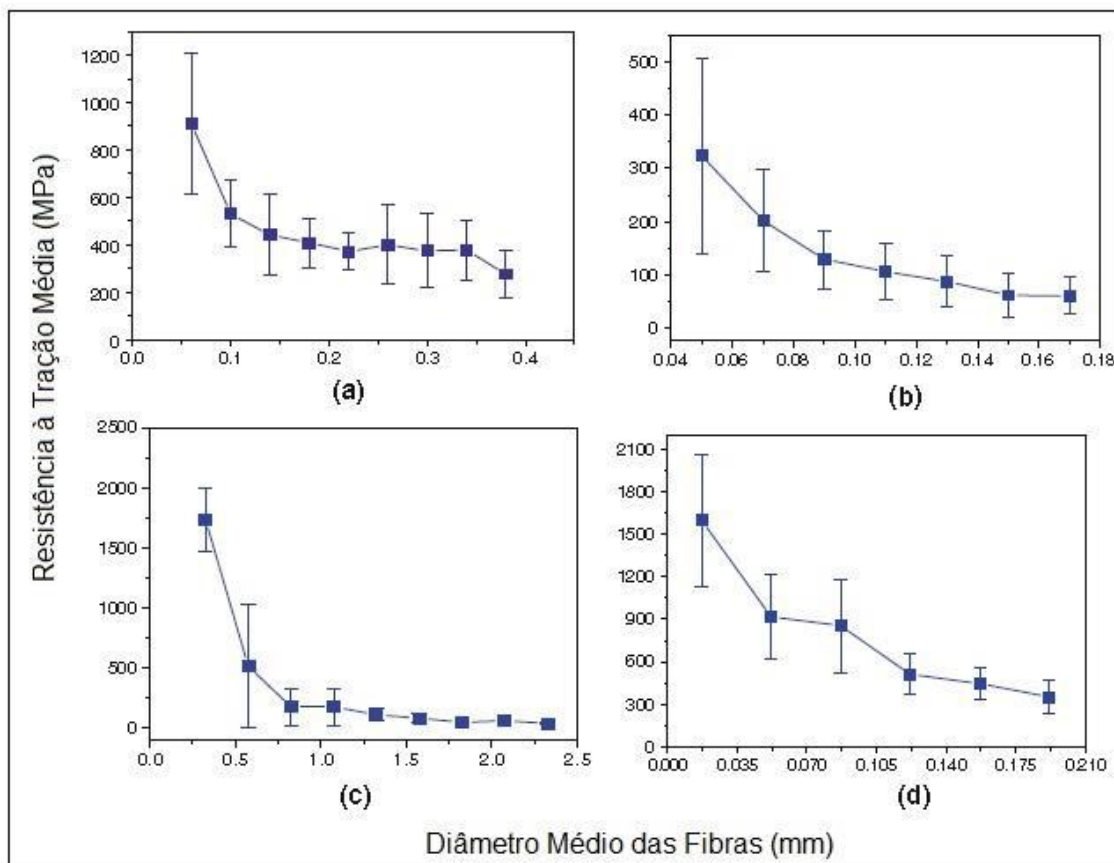 Resistência à Tração Média (MPa)
1200
1000
800
600
400
200
0
0.0 0.1 0.2 0.3 0.4
(a)
500
400
300
200
100
0
0.04 0.06 0.08 0.10 0.12 0.14 0.16 0.18
(b)
2500
2000
1500
1000
500
0
0.0 0.5 1.0 1.5 2.0 2.5
(c)
2100
1800
1500
1200
900
600
300
0
0.000 0.035 0.070 0.105 0.140 0.175 0.210
(d)
Diâmetro Médio das Fibras (mm)